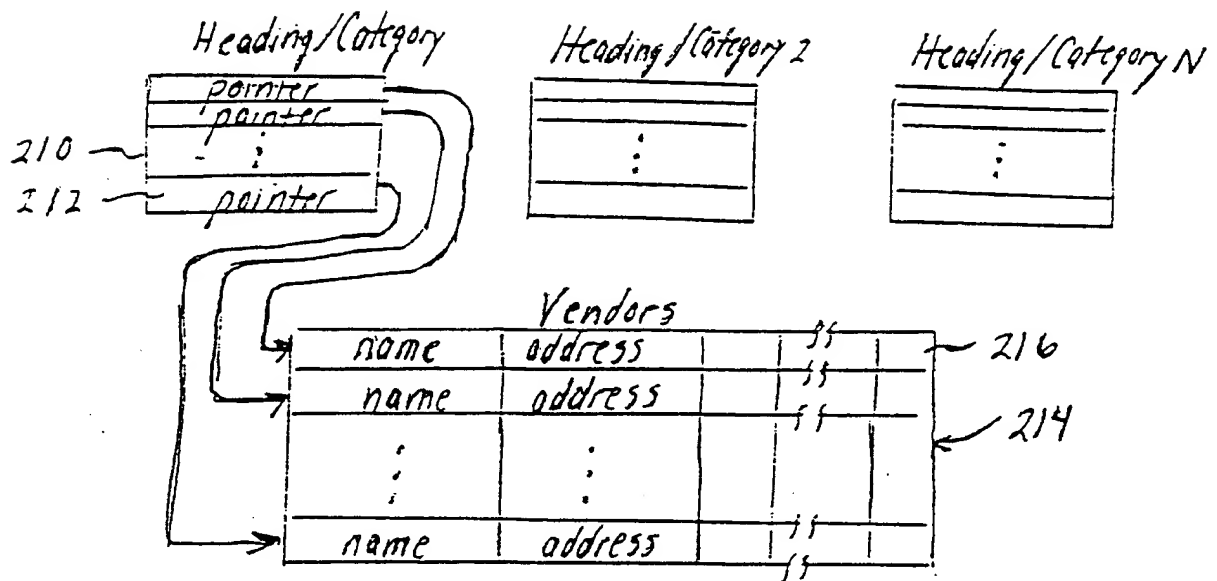 Heading/Category Heading/Category 2 Heading/Category N
pointer
pointer
210
212 pointer
Vendors
name address 216
name address
214
name address